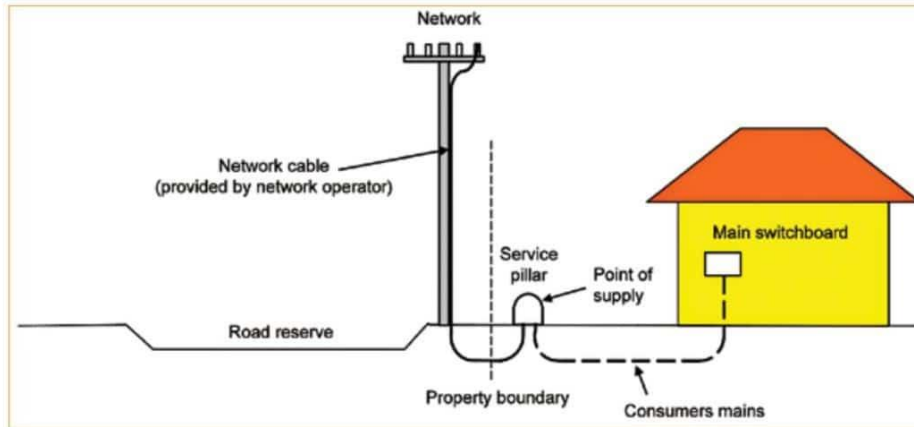 Network
Network cable
(provided by network operator)
Main switchboard
Service
pillar
Point of
supply
Road reserve
Property boundary
Consumers mains